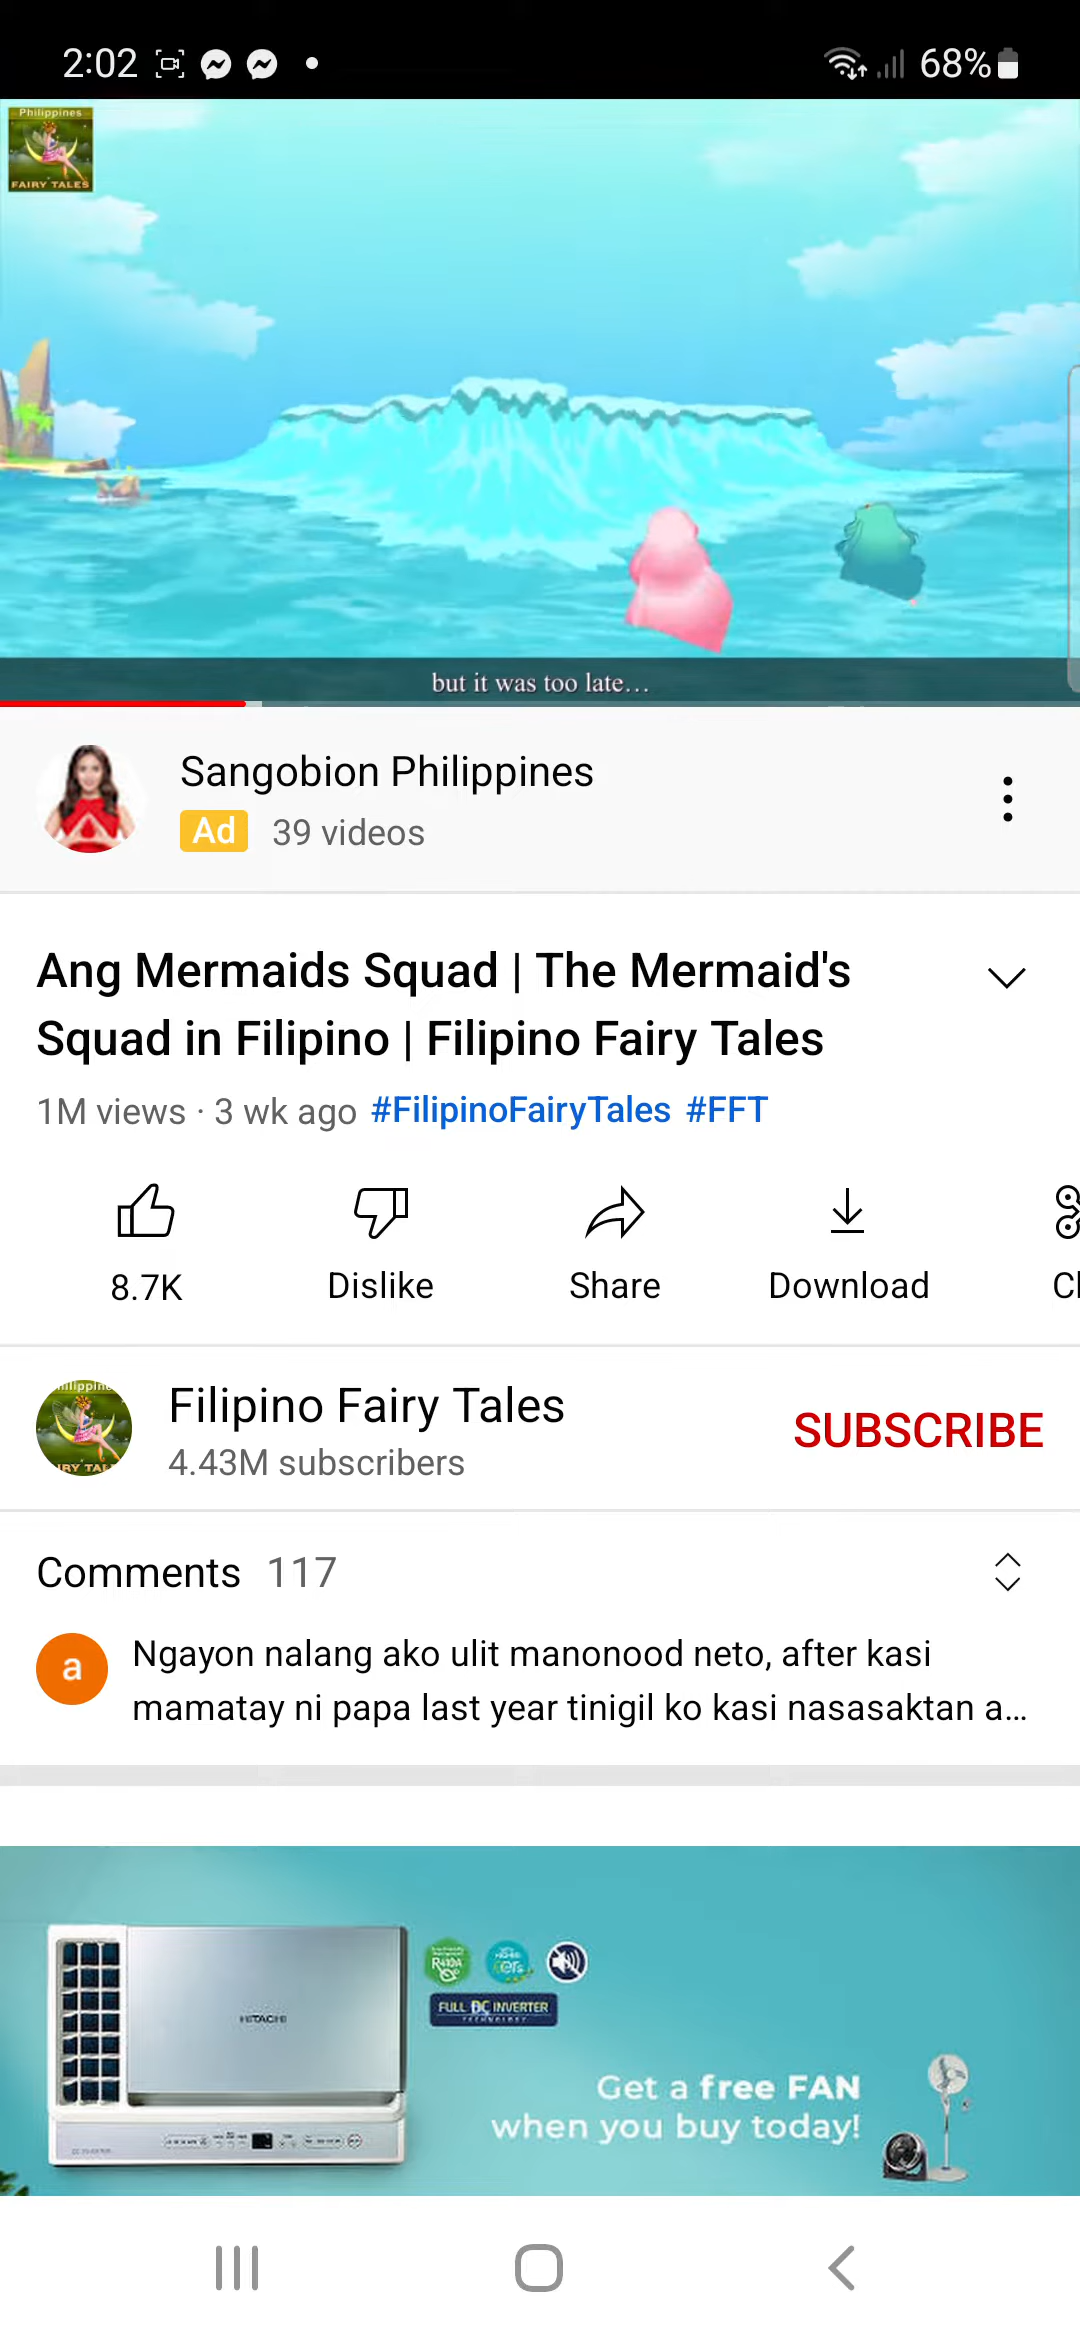 2:02
68%
Philippines
FAIRY TALES
but it was too late...
Sangobion Philippines
Ad 39 videos
Ang Mermaids Squad | The Mermaid's
Squad in Filipino | Filipino Fairy Tales
1M views · 3 wk ago #FilipinoFairyTales #FFT
8.7K Dislike Share Download
Filipino Fairy Tales
4.43M subscribers
SUBSCRIBE
Comments 117
a
Ngayon nalang ako ulit manonood neto, after kasi
mamatay ni papa last year tinigil ko kasi nasasaktan a...
HITACHI
R410A
FULL DC INVERTER
TECHNOLOGY
Get a free FAN
when you buy today!